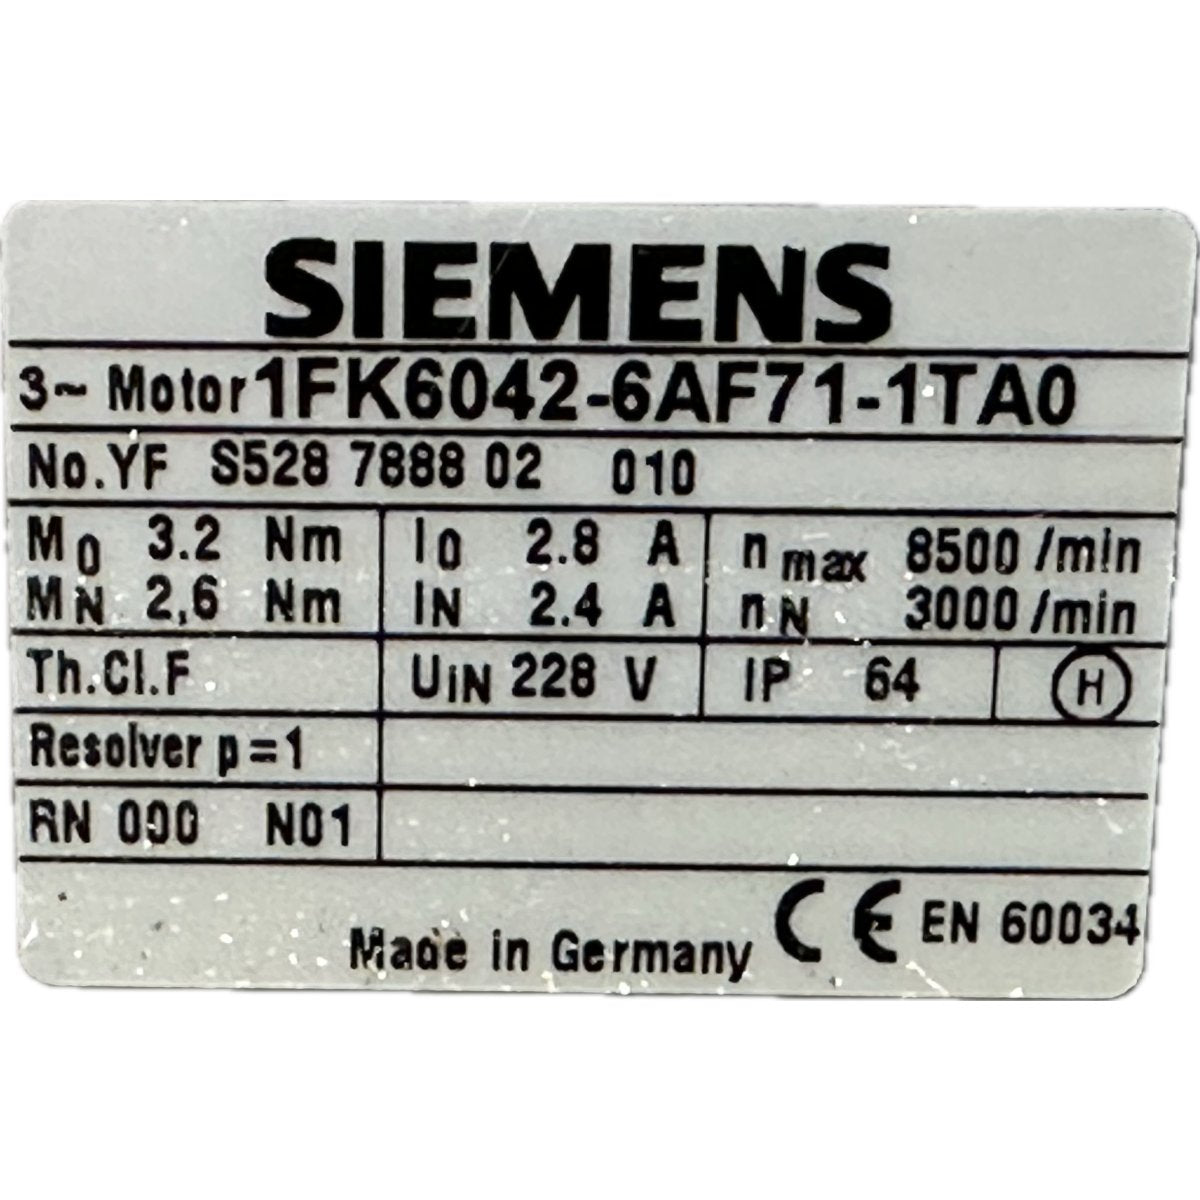 SIEMENS
3~ Motor 1FK6042-6AF71-1TA0
No.YF S528 7888 02 010
M0 3.2 Nm I0 2.8 A n max 8500 /min
MN 2,6 Nm IN 2.4 A n N 3000 /min
Th.Cl.F UIN 228 V IP 64 H
Resolver p=1
RN 000 N01
Made in Germany CE EN 60034